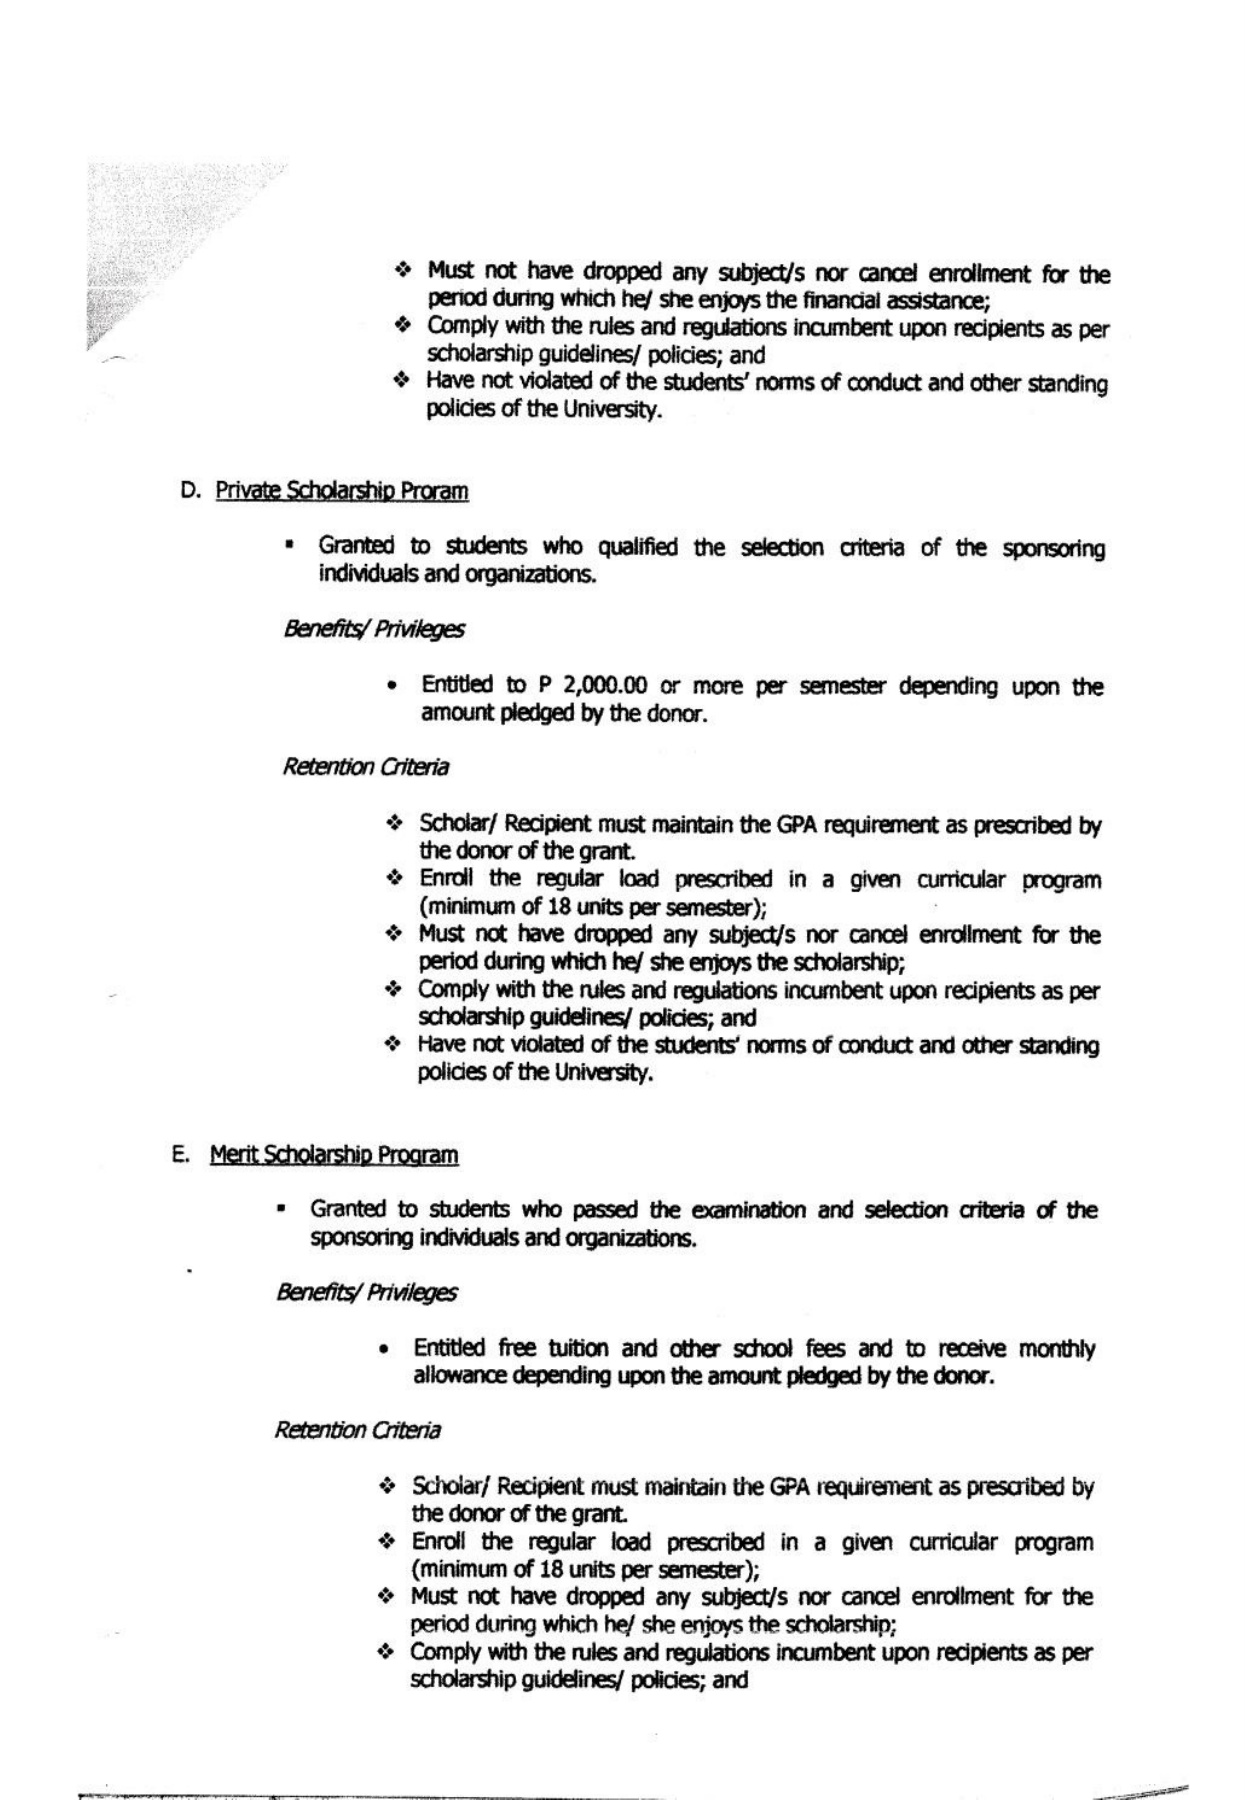 ❖ Must not have dropped any subject/s nor cancel enrollment for the
period during which he/ she enjoys the financial assistance;
❖ Comply with the rules and regulations incumbent upon recipients as per
scholarship guidelines/ policies; and
❖ Have not violated of the students' norms of conduct and other standing
policies of the University.
D. Private Scholarship Proram
▪ Granted to students who qualified the selection criteria of the sponsoring
individuals and organizations.
Benefits/ Privileges
• Entitled to P 2,000.00 or more per semester depending upon the
amount pledged by the donor.
Retention Criteria
❖ Scholar/ Recipient must maintain the GPA requirement as prescribed by
the donor of the grant.
❖ Enroll the regular load prescribed in a given curricular program
(minimum of 18 units per semester);
❖ Must not have dropped any subject/s nor cancel enrollment for the
period during which he/ she enjoys the scholarship;
❖ Comply with the rules and regulations incumbent upon recipients as per
scholarship guidelines/ policies; and
❖ Have not violated of the students' norms of conduct and other standing
policies of the University.
E. Merit Scholarship Program
▪ Granted to students who passed the examination and selection criteria of the
sponsoring individuals and organizations.
Benefits/ Privileges
• Entitled free tuition and other school fees and to receive monthly
allowance depending upon the amount pledged by the donor.
Retention Criteria
❖ Scholar/ Recipient must maintain the GPA requirement as prescribed by
the donor of the grant.
❖ Enroll the regular load prescribed in a given curricular program
(minimum of 18 units per semester);
❖ Must not have dropped any subject/s nor cancel enrollment for the
period during which he/ she enjoys the scholarship;
❖ Comply with the rules and regulations incumbent upon recipients as per
scholarship guidelines/ policies; and